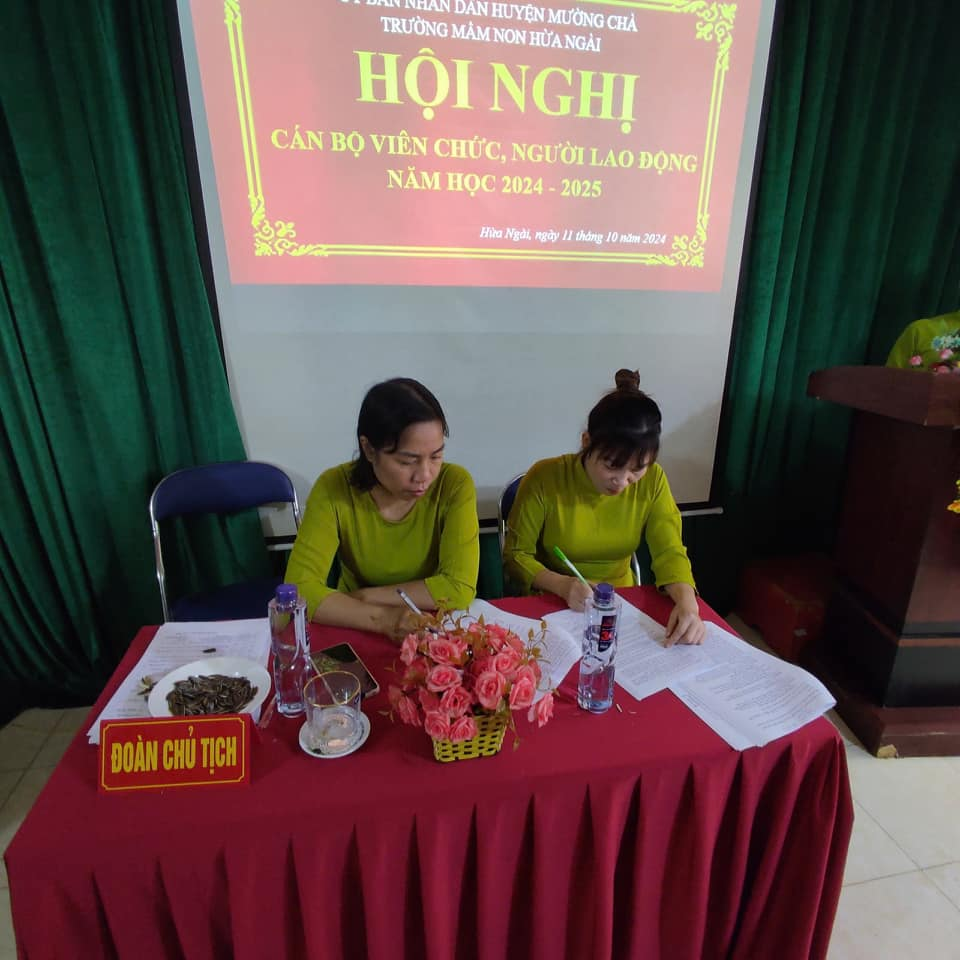 BAN NHÂN DÂN HUYỆN MƯỜNG CHÀ
TRƯỜNG MẦM NON HỪA NGÀI
HỘI NGHỊ
CÁN BỘ VIÊN CHỨC, NGƯỜI LAO ĐỘNG
NĂM HỌC 2024 - 2025
Hừa Ngài, ngày 11 tháng 10 năm 2024
ĐOÀN CHỦ TỊCH